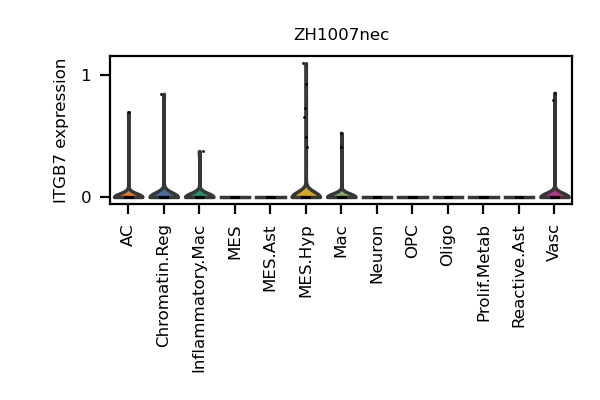 ZH1007nec
ITGB7 expression
1
0
AC
Chromatin.Reg
Inflammatory.Mac
MES
MES.Ast
MES.Hyp
Mac
Neuron
OPC
Oligo
Prolif.Metab
Reactive.Ast
Vasc